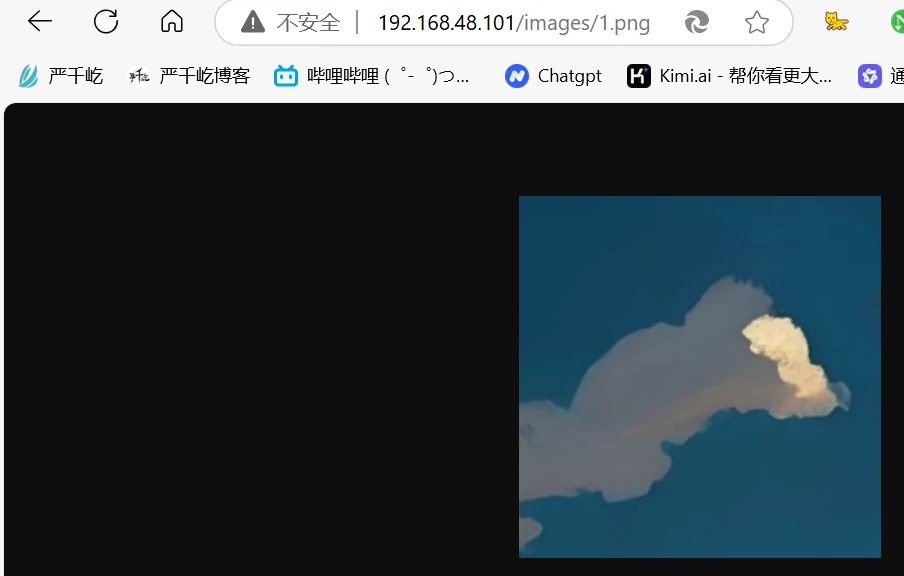 不安全 192.168.48.101/images/1.png
严千屹 严千屹博客 哔哩哔哩 (゜-゜)つ... Chatgpt Kimi.ai - 帮你看更大... 通